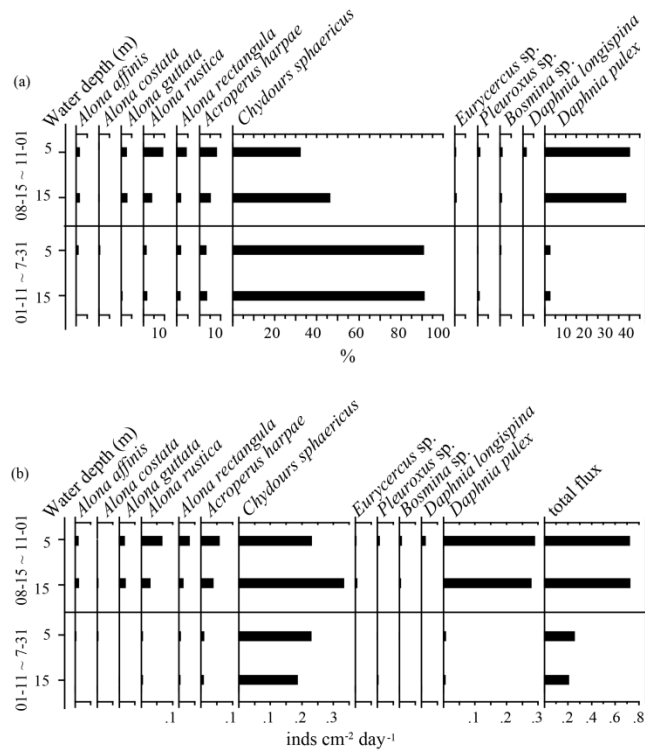 (a)
Water depth (m)
Alona affinis
Alona costata
Alona guttata
Alona rustica
Alona rectangula
Acroperus harpae
Chydours sphaericus
Eurycercus sp.
Pleuroxus sp.
Bosmina sp.
Daphnia longispina
Daphnia pulex
08-15 ~ 11-01
5
15
01-11 ~ 7-31
5
15
10 10 20 40 60 80 100 10 20 30 40
%
(b)
Water depth (m)
Alona affinis
Alona costata
Alona guttata
Alona rustica
Alona rectangula
Acroperus harpae
Chydours sphaericus
Eurycercus sp.
Pleuroxus sp.
Bosmina sp.
Daphnia longispina
Daphnia pulex
total flux
08-15 ~ 11-01
5
15
01-11 ~ 7-31
5
15
.1 .1 .1 .2 .3 .1 .2 .3 .2 .4 .6 .8
inds cm⁻² day⁻¹